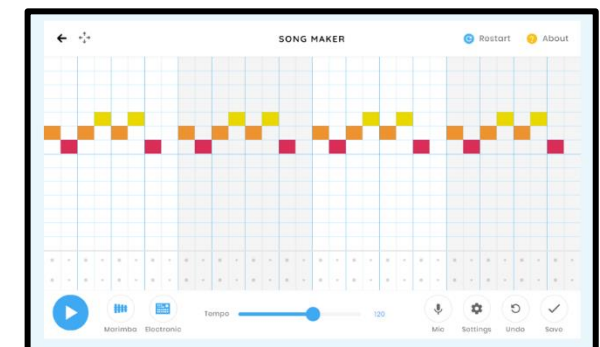 SONG MAKER
Restart
? About
Tempo
120
Marimba
Electronic
Mic
Settings
Undo
Save